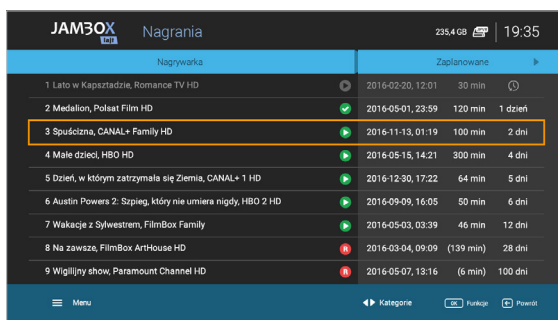 JAMBOX lajt Nagrania 235,4 GB 19:35
Nagrywarka Zaplanowane
1 Lato w Kapsztadzie, Romance TV HD 2016-02-20, 12:01 30 min
2 Medalion, Polsat Film HD 2016-05-01, 23:59 120 min 1 dzień
3 Spuścizna, CANAL+ Family HD 2016-11-13, 01:19 100 min 2 dni
4 Małe dzieci, HBO HD 2016-05-15, 14:21 300 min 4 dni
5 Dzień, w którym zatrzymała się Ziemia, CANAL+ 1 HD 2016-12-30, 17:22 64 min 5 dni
6 Austin Powers 2: Szpieg, który nie umiera nigdy, HBO 2 HD 2016-09-09, 16:05 50 min 6 dni
7 Wakacje z Sylwestrem, FilmBox Family 2016-05-03, 03:39 46 min 12 dni
8 Na zawsze, FilmBox ArtHouse HD R 2016-03-04, 09:09 (139 min) 28 dni
9 Wigilijny show, Paramount Channel HD R 2016-05-07, 13:16 (6 min) 100 dni
Menu Kategorie OK Funkcje Powrót